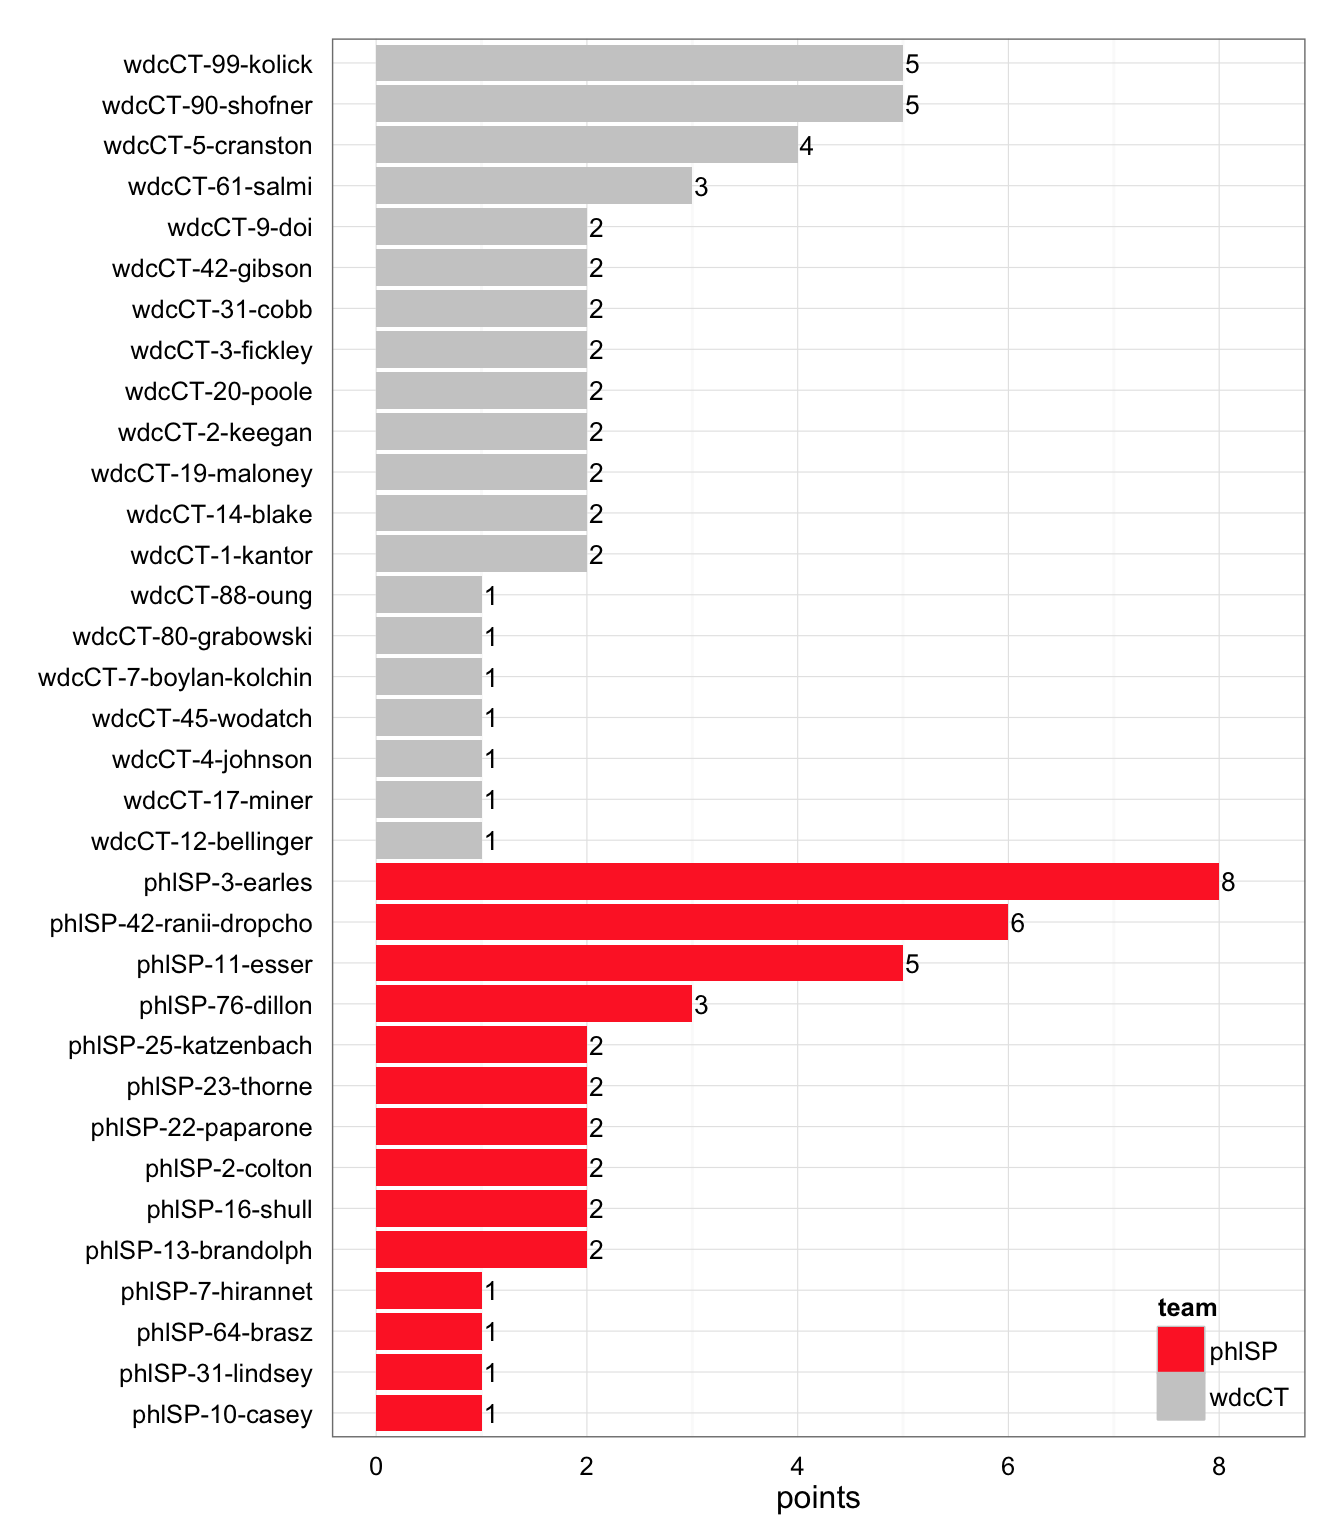 wdcCT-99-kolick 5
wdcCT-90-shofner 5
wdcCT-5-cranston 4
wdcCT-61-salmi 3
wdcCT-9-doi 2
wdcCT-42-gibson 2
wdcCT-31-cobb 2
wdcCT-3-fickley 2
wdcCT-20-poole 2
wdcCT-2-keegan 2
wdcCT-19-maloney 2
wdcCT-14-blake 2
wdcCT-1-kantor 2
wdcCT-88-oung 1
wdcCT-80-grabowski 1
wdcCT-7-boylan-kolchin 1
wdcCT-45-wodatch 1
wdcCT-4-johnson 1
wdcCT-17-miner 1
wdcCT-12-bellinger 1
phlSP-3-earles 8
phlSP-42-ranii-dropcho 6
phlSP-11-esser 5
phlSP-76-dillon 3
phlSP-25-katzenbach 2
phlSP-23-thorne 2
phlSP-22-paparone 2
phlSP-2-colton 2
phlSP-16-shull 2
phlSP-13-brandolph 2
phlSP-7-hirannet 1
phlSP-64-brasz 1
phlSP-31-lindsey 1
phlSP-10-casey 1
team
phlSP
wdcCT
0 2 4 6 8
points